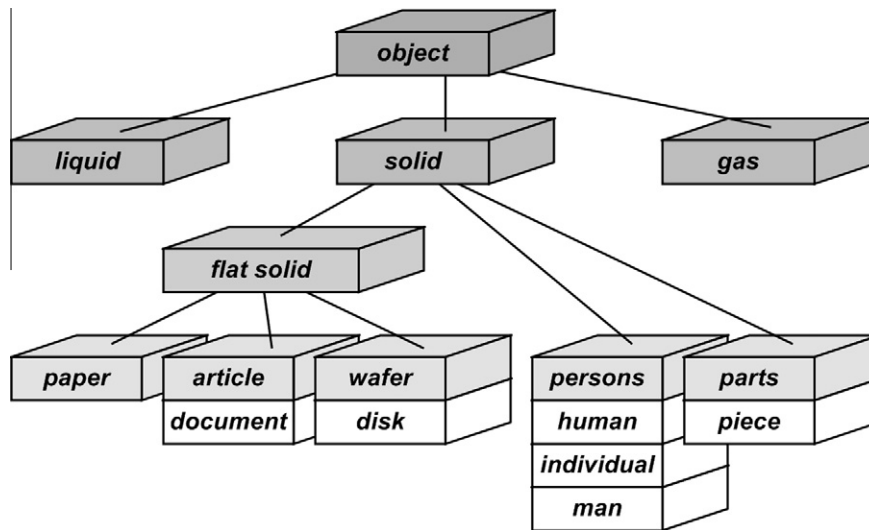 object
liquid
solid
gas
flat solid
paper
article
wafer
persons
parts
document
disk
human
piece
individual
man